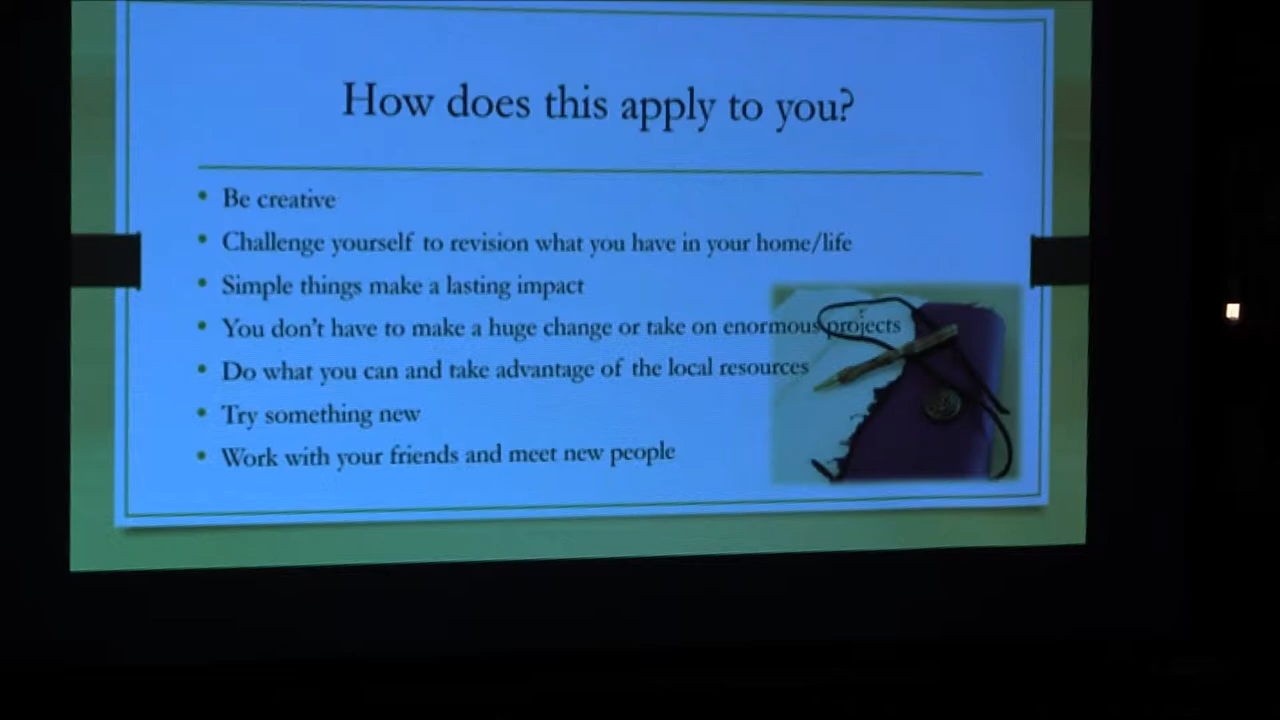 How does this apply to you?
• Be creative
• Challenge yourself to revision what you have in your home/life
• Simple things make a lasting impact
• You don't have to make a huge change or take on enormous projects
• Do what you can and take advantage of the local resources
• Try something new
• Work with your friends and meet new people